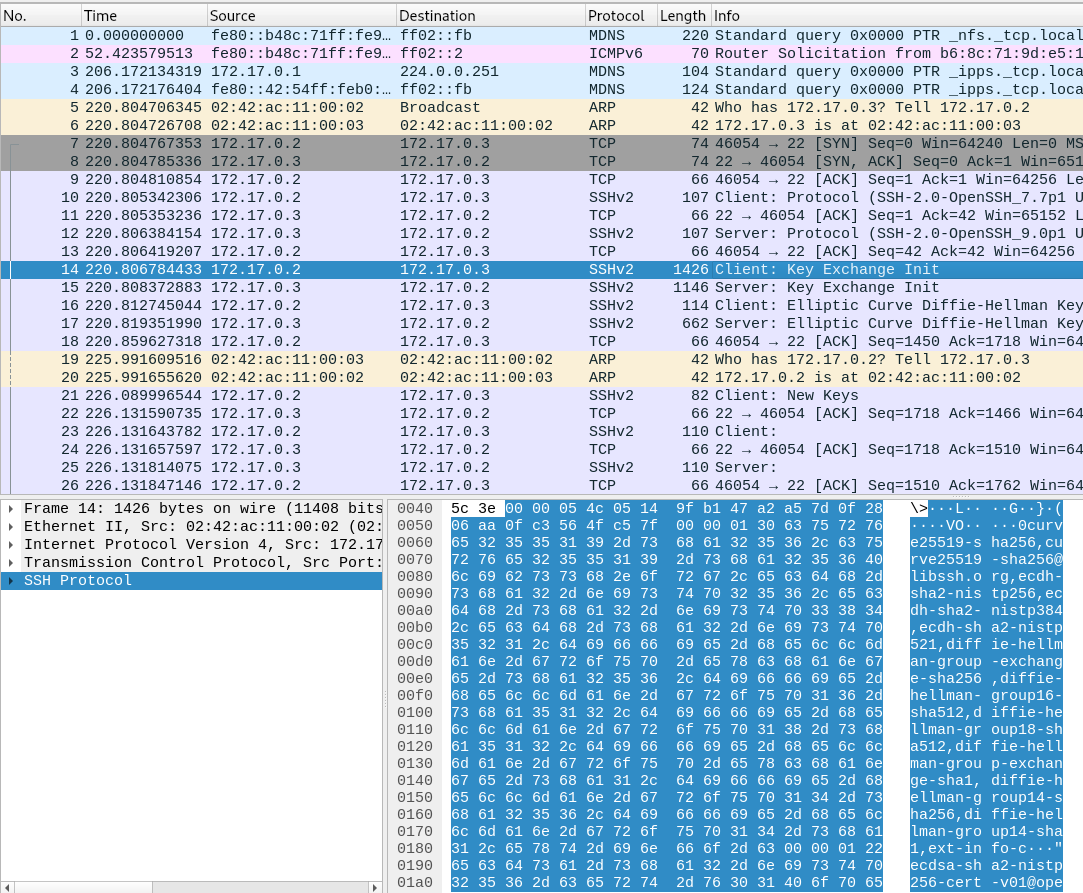 No. Time Source Destination Protocol Length Info
1 0.000000000 fe80::b48c:71ff:fe9… ff02::fb MDNS 220 Standard query 0x0000 PTR _nfs._tcp.local
2 52.423579513 fe80::b48c:71ff:fe9… ff02::2 ICMPv6 70 Router Solicitation from b6:8c:71:9d:e5:1
3 206.172134319 172.17.0.1 224.0.0.251 MDNS 104 Standard query 0x0000 PTR _ipps._tcp.loca
4 206.172176404 fe80::42:54ff:feb0:… ff02::fb MDNS 124 Standard query 0x0000 PTR _ipps._tcp.loca
5 220.804706345 02:42:ac:11:00:02 Broadcast ARP 42 Who has 172.17.0.3? Tell 172.17.0.2
6 220.804726708 02:42:ac:11:00:03 02:42:ac:11:00:02 ARP 42 172.17.0.3 is at 02:42:ac:11:00:03
7 220.804767353 172.17.0.2 172.17.0.3 TCP 74 46054 → 22 [SYN] Seq=0 Win=64240 Len=0 MS
8 220.804785336 172.17.0.3 172.17.0.2 TCP 74 22 → 46054 [SYN, ACK] Seq=0 Ack=1 Win=651
9 220.804810854 172.17.0.2 172.17.0.3 TCP 66 46054 → 22 [ACK] Seq=1 Ack=1 Win=64256 Le
10 220.805342306 172.17.0.2 172.17.0.3 SSHv2 107 Client: Protocol (SSH-2.0-OpenSSH_7.7p1 U
11 220.805353236 172.17.0.3 172.17.0.2 TCP 66 22 → 46054 [ACK] Seq=1 Ack=42 Win=65152 L
12 220.806384154 172.17.0.3 172.17.0.2 SSHv2 107 Server: Protocol (SSH-2.0-OpenSSH_9.0p1 U
13 220.806419207 172.17.0.2 172.17.0.3 TCP 66 46054 → 22 [ACK] Seq=42 Ack=42 Win=64256
14 220.806784433 172.17.0.2 172.17.0.3 SSHv2 1426 Client: Key Exchange Init
15 220.808372883 172.17.0.3 172.17.0.2 SSHv2 1146 Server: Key Exchange Init
16 220.812745044 172.17.0.2 172.17.0.3 SSHv2 114 Client: Elliptic Curve Diffie-Hellman Key
17 220.819351990 172.17.0.3 172.17.0.2 SSHv2 662 Server: Elliptic Curve Diffie-Hellman Key
18 220.859627318 172.17.0.2 172.17.0.3 TCP 66 46054 → 22 [ACK] Seq=1450 Ack=1718 Win=64
19 225.991609516 02:42:ac:11:00:03 02:42:ac:11:00:02 ARP 42 Who has 172.17.0.2? Tell 172.17.0.3
20 225.991655620 02:42:ac:11:00:02 02:42:ac:11:00:03 ARP 42 172.17.0.2 is at 02:42:ac:11:00:02
21 226.089996544 172.17.0.2 172.17.0.3 SSHv2 82 Client: New Keys
22 226.131590735 172.17.0.3 172.17.0.2 TCP 66 22 → 46054 [ACK] Seq=1718 Ack=1466 Win=64
23 226.131643782 172.17.0.2 172.17.0.3 SSHv2 110 Client:
24 226.131657597 172.17.0.3 172.17.0.2 TCP 66 22 → 46054 [ACK] Seq=1718 Ack=1510 Win=64
25 226.131814075 172.17.0.3 172.17.0.2 SSHv2 110 Server:
26 226.131847146 172.17.0.2 172.17.0.3 TCP 66 46054 → 22 [ACK] Seq=1510 Ack=1762 Win=64
Frame 14: 1426 bytes on wire (11408 bits
Ethernet II, Src: 02:42:ac:11:00:02 (02:
Internet Protocol Version 4, Src: 172.17
Transmission Control Protocol, Src Port:
SSH Protocol
0040 5c 3e 00 00 05 4c 05 14 9f b1 47 a2 a5 7d 0f 28 \>···L·· ··G··}·(
0050 06 aa 0f c3 56 4f c5 7f 00 00 01 30 63 75 72 76 ····VO·· ···0curv
0060 65 32 35 35 31 39 2d 73 68 61 32 35 36 2c 63 75 e25519-s ha256,cu
0070 72 76 65 32 35 35 31 39 2d 73 68 61 32 35 36 40 rve25519 -sha256@
0080 6c 69 62 73 73 68 2e 6f 72 67 2c 65 63 64 68 2d libssh.o rg,ecdh-
0090 73 68 61 32 2d 6e 69 73 74 70 32 35 36 2c 65 63 sha2-nis tp256,ec
00a0 64 68 2d 73 68 61 32 2d 6e 69 73 74 70 33 38 34 dh-sha2- nistp384
00b0 2c 65 63 64 68 2d 73 68 61 32 2d 6e 69 73 74 70 ,ecdh-sh a2-nistp
00c0 35 32 31 2c 64 69 66 66 69 65 2d 68 65 6c 6c 6d 521,diff ie-hellm
00d0 61 6e 2d 67 72 6f 75 70 2d 65 78 63 68 61 6e 67 an-group -exchang
00e0 65 2d 73 68 61 32 35 36 2c 64 69 66 66 69 65 2d e-sha256 ,diffie-
00f0 68 65 6c 6c 6d 61 6e 2d 67 72 6f 75 70 31 36 2d hellman- group16-
0100 73 68 61 35 31 32 2c 64 69 66 66 69 65 2d 68 65 sha512,d iffie-he
0110 6c 6c 6d 61 6e 2d 67 72 6f 75 70 31 38 2d 73 68 llman-gr oup18-sh
0120 61 35 31 32 2c 64 69 66 66 69 65 2d 68 65 6c 6c a512,dif fie-hell
0130 6d 61 6e 2d 67 72 6f 75 70 2d 65 78 63 68 61 6e man-grou p-exchan
0140 67 65 2d 73 68 61 31 2c 64 69 66 66 69 65 2d 68 ge-sha1, diffie-h
0150 65 6c 6c 6d 61 6e 2d 67 72 6f 75 70 31 34 2d 73 ellman-g roup14-s
0160 68 61 32 35 36 2c 64 69 66 66 69 65 2d 68 65 6c ha256,di ffie-hel
0170 6c 6d 61 6e 2d 67 72 6f 75 70 31 34 2d 73 68 61 lman-gro up14-sha
0180 31 2c 65 78 74 2d 69 6e 66 6f 2d 63 00 00 01 22 1,ext-in fo-c···"
0190 65 63 64 73 61 2d 73 68 61 32 2d 6e 69 73 74 70 ecdsa-sh a2-nistp
01a0 32 35 36 2d 63 65 72 74 2d 76 30 31 40 6f 70 65 256-cert -v01@ope